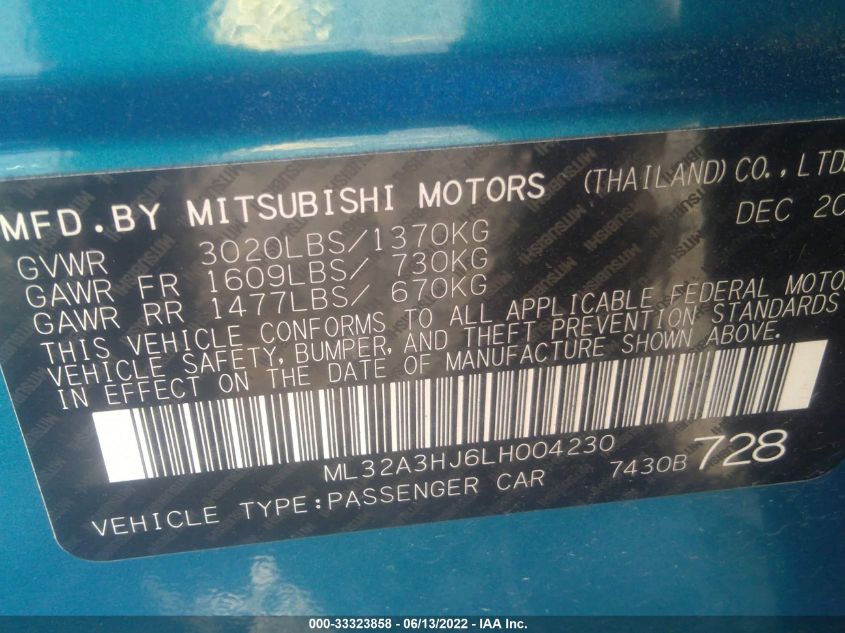 MFD.BY MITSUBISHI MOTORS (THAILAND) CO.,LTD.
DEC 20
GVWR 3020LBS/1370KG
GAWR FR 1609LBS/ 730KG
GAWR RR 1477LBS/ 670KG
THIS VEHICLE CONFORMS TO ALL APPLICABLE FEDERAL MOTO
VEHICLE SAFETY, BUMPER, AND THEFT PREVENTION STANDARDS
IN EFFECT ON THE DATE OF MANUFACTURE SHOWN ABOVE.
ML32A3HJ6LH004230
7430B 728
VEHICLE TYPE:PASSENGER CAR
000-33323858 - 06/13/2022 - IAA Inc.